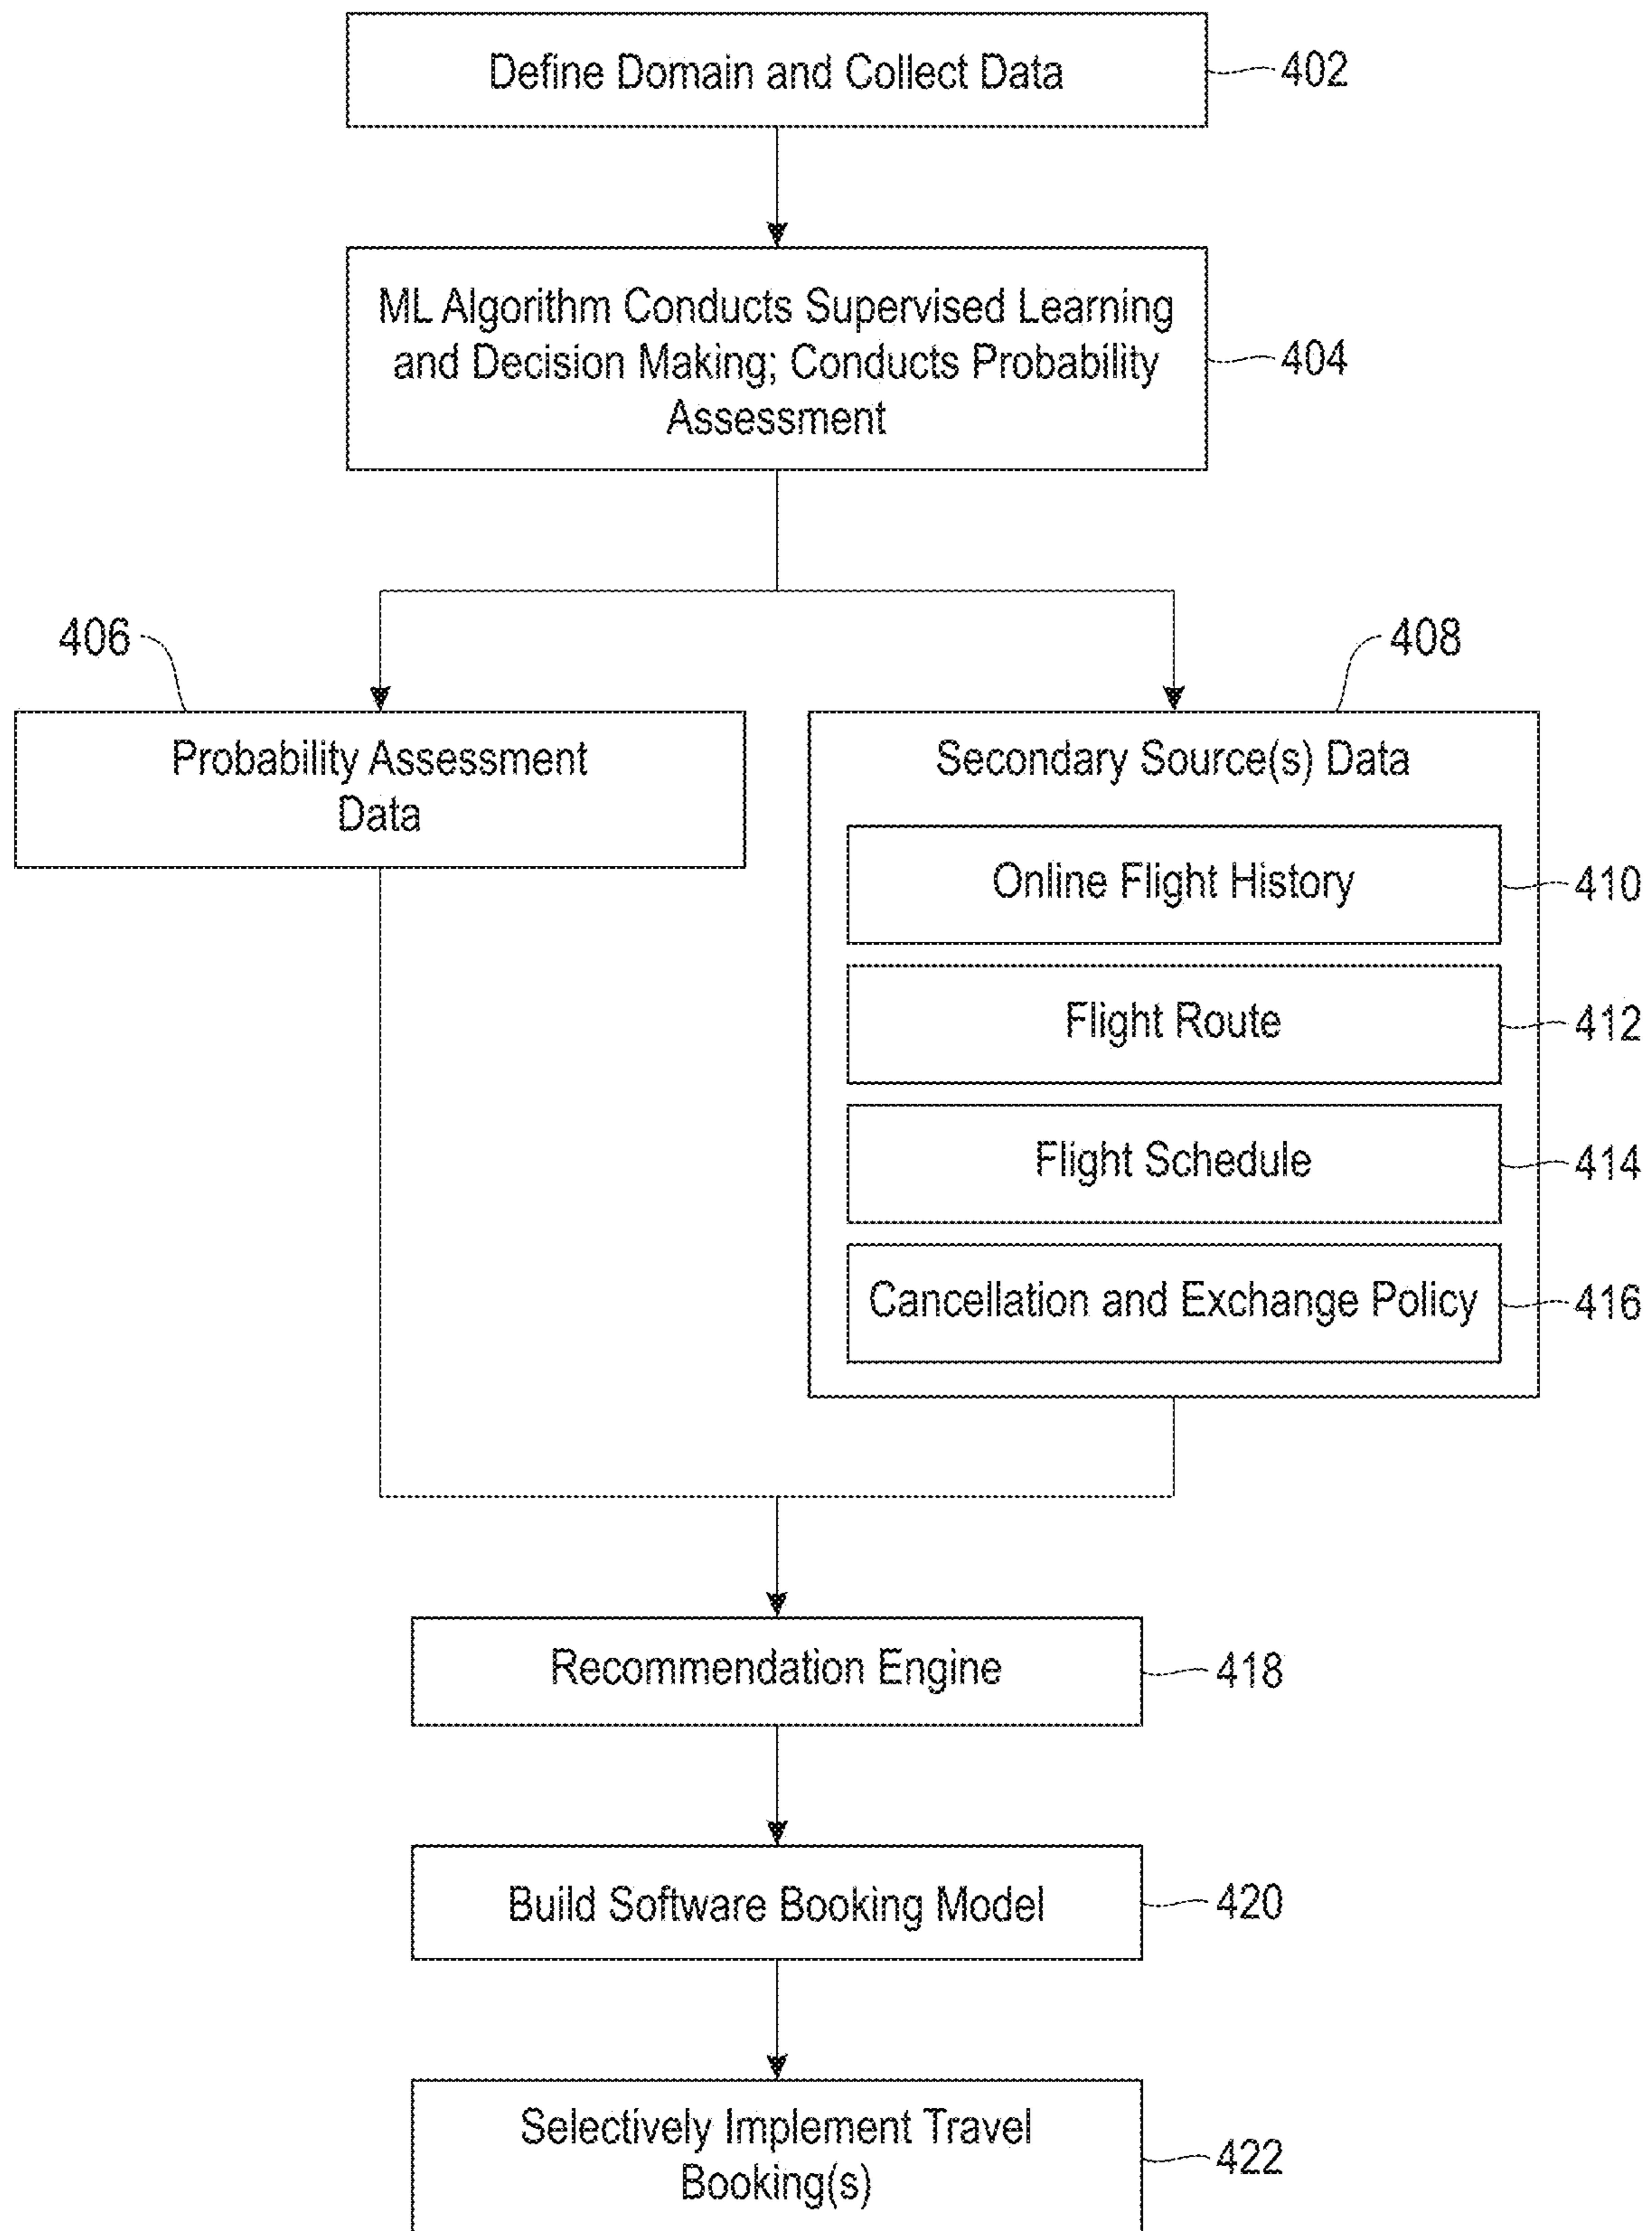 Define Domain and Collect Data
402
ML Algorithm Conducts Supervised Learning
and Decision Making; Conducts Probability
Assessment
404
406
408
Probability Assessment
Data
Secondary Source(s) Data
Online Flight History
410
Flight Route
412
Flight Schedule
414
Cancellation and Exchange Policy
416
Recommendation Engine
418
Build Software Booking Model
420
Selectively Implement Travel
Booking(s)
422